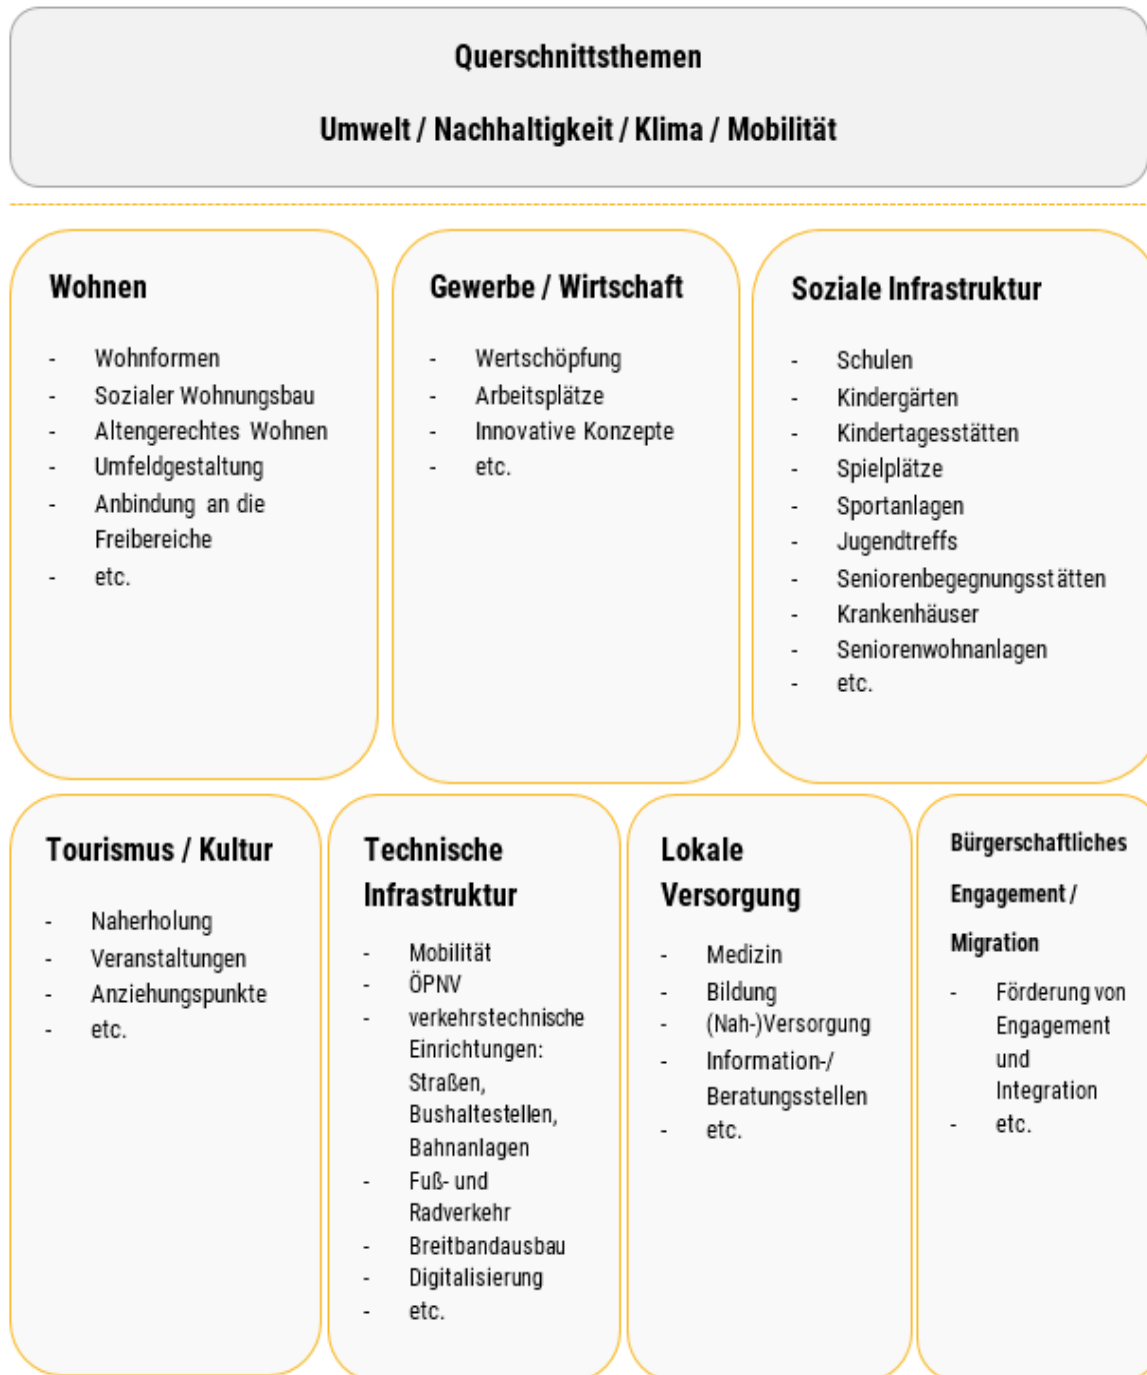 Querschnittsthemen
Umwelt / Nachhaltigkeit / Klima / Mobilität
Wohnen
- Wohnformen
- Sozialer Wohnungsbau
- Altengerechtes Wohnen
- Umfeldgestaltung
- Anbindung an die
Freibereiche
- etc.
Gewerbe / Wirtschaft
- Wertschöpfung
- Arbeitsplätze
- Innovative Konzepte
- etc.
Soziale Infrastruktur
- Schulen
- Kindergärten
- Kindertagesstätten
- Spielplätze
- Sportanlagen
- Jugendtreffs
- Seniorenbegegnungsstätten
- Krankenhäuser
- Seniorenwohnanlagen
- etc.
Tourismus / Kultur
- Naherholung
- Veranstaltungen
- Anziehungspunkte
- etc.
Technische
Infrastruktur
- Mobilität
- ÖPNV
- verkehrstechnische
Einrichtungen:
Straßen,
Bushaltestellen,
Bahnanlagen
- Fuß- und
Radverkehr
- Breitbandausbau
- Digitalisierung
- etc.
Lokale
Versorgung
- Medizin
- Bildung
- (Nah-)Versorgung
- Information-/
Beratungsstellen
- etc.
Bürgerschaftliches
Engagement /
Migration
- Förderung von
Engagement
und
Integration
- etc.